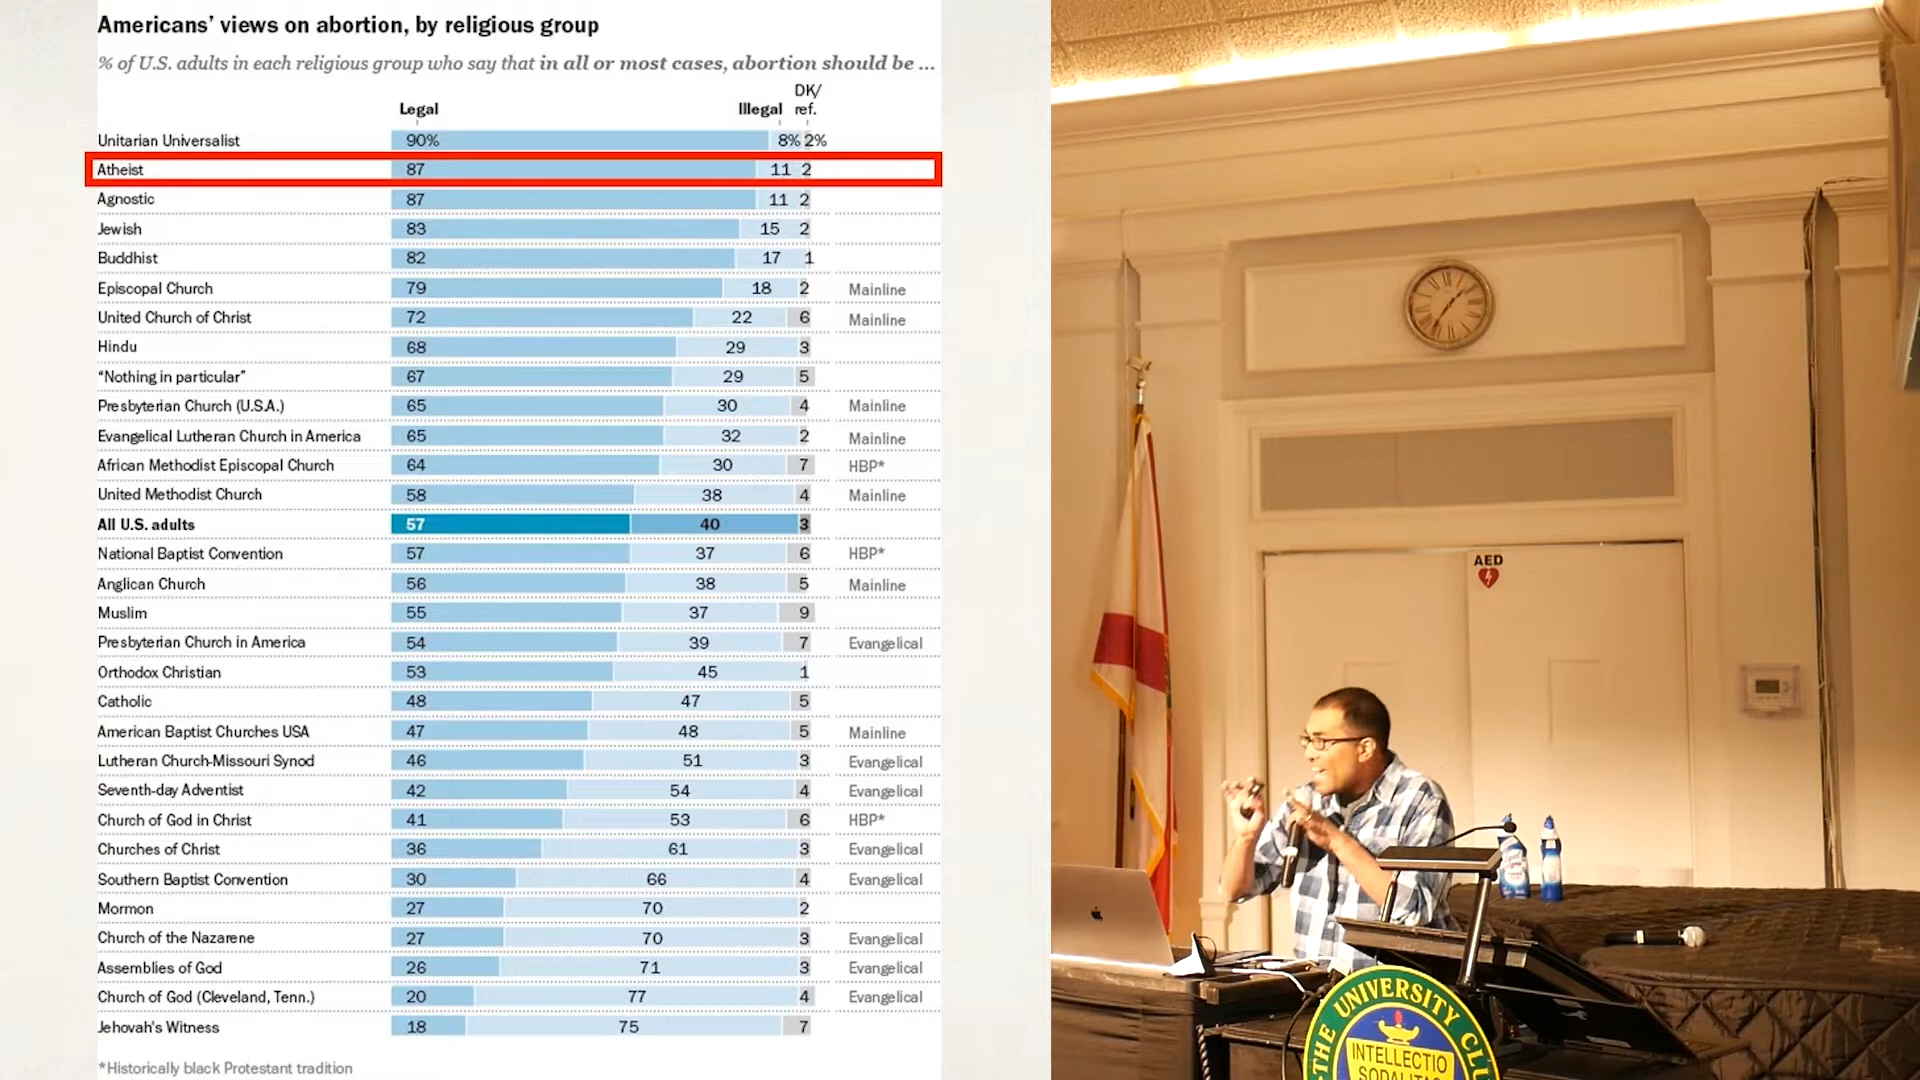 Americans' views on abortion, by religious group
% of U.S. adults in each religious group who say that in all or most cases, abortion should be ...
Legal Illegal DK/ ref.
Unitarian Universalist 90% 8% 2%
Atheist 87 11 2
Agnostic 87 11 2
Jewish 83 15 2
Buddhist 82 17 1
Episcopal Church 79 18 2 Mainline
United Church of Christ 72 22 6 Mainline
Hindu 68 29 3
“Nothing in particular” 67 29 5
Presbyterian Church (U.S.A.) 65 30 4 Mainline
Evangelical Lutheran Church in America 65 32 2 Mainline
African Methodist Episcopal Church 64 30 7 HBP*
United Methodist Church 58 38 4 Mainline
All U.S. adults 57 40 3
National Baptist Convention 57 37 6 HBP*
Anglican Church 56 38 5 Mainline
Muslim 55 37 9
Presbyterian Church in America 54 39 7 Evangelical
Orthodox Christian 53 45 1
Catholic 48 47 5
American Baptist Churches USA 47 48 5 Mainline
Lutheran Church-Missouri Synod 46 51 3 Evangelical
Seventh-day Adventist 42 54 4 Evangelical
Church of God in Christ 41 53 6 HBP*
Churches of Christ 36 61 3 Evangelical
Southern Baptist Convention 30 66 4 Evangelical
Mormon 27 70 2
Church of the Nazarene 27 70 3 Evangelical
Assemblies of God 26 71 3 Evangelical
Church of God (Cleveland, Tenn.) 20 77 4 Evangelical
Jehovah's Witness 18 75 7
*Historically black Protestant tradition
AED
THE UNIVERSITY CLU
INTELLECTIO